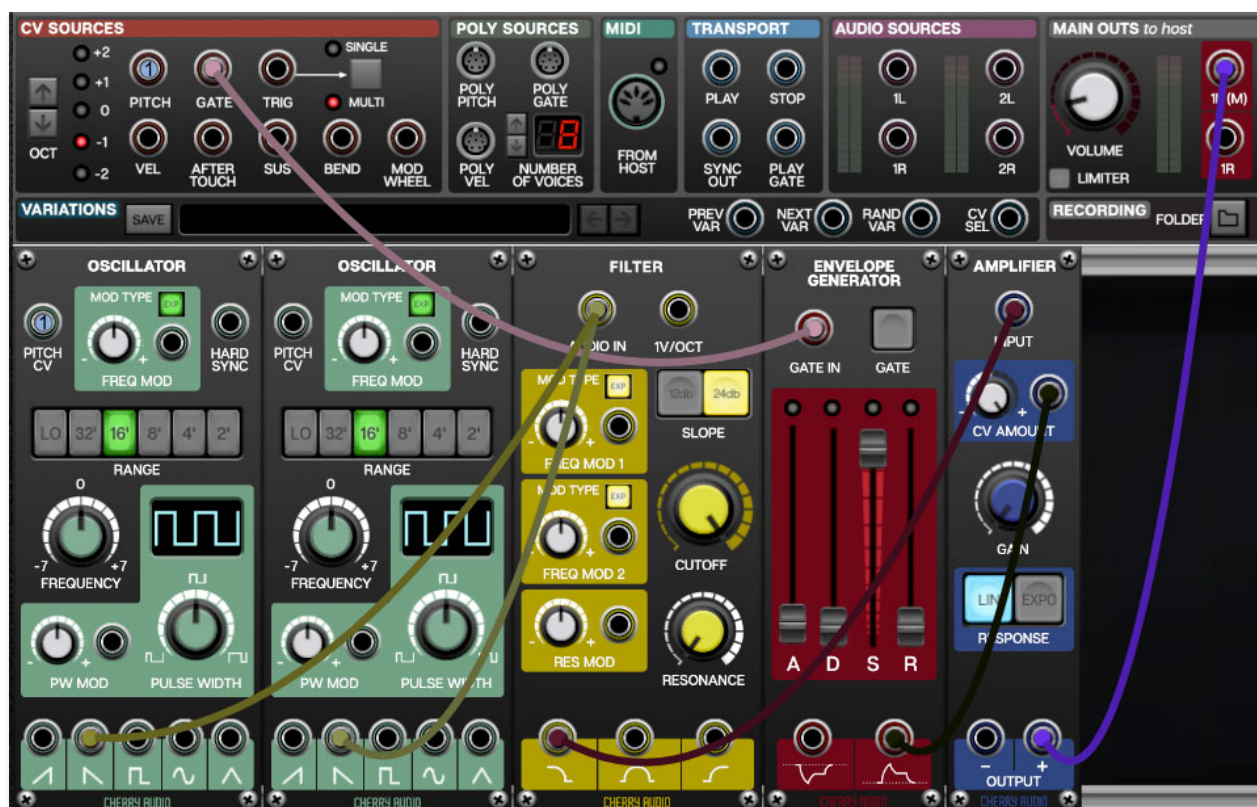 CV SOURCES
+2
+1
0
-1
-2
OCT
1
PITCH
GATE
TRIG
SINGLE
MULTI
VEL
AFTER
TOUCH
SUS
BEND
MOD
WHEEL
POLY SOURCES
POLY
PITCH
POLY
GATE
POLY
VEL
8
NUMBER
OF VOICES
MIDI
FROM
HOST
TRANSPORT
PLAY
STOP
SYNC
OUT
PLAY
GATE
AUDIO SOURCES
1L
2L
1R
2R
MAIN OUTS to host
VOLUME
LIMITER
1R
VARIATIONS
SAVE
PREV
VAR
NEXT
VAR
RAND
VAR
CV
SEL
RECORDING
FOLDER
OSCILLATOR
MOD TYPE
EXP
1
PITCH
CV
- +
FREQ MOD
HARD
SYNC
LO 32' 16' 8' 4' 2'
RANGE
0
-7 +7
FREQUENCY
- +
PW MOD
PULSE WIDTH
CHERRY AUDIO
OSCILLATOR
MOD TYPE
EXP
PITCH
CV
- +
FREQ MOD
HARD
SYNC
LO 32' 16' 8' 4' 2'
RANGE
0
-7 +7
FREQUENCY
- +
PW MOD
PULSE WIDTH
CHERRY AUDIO
FILTER
AUDIO IN
1V/OCT
MOD TYPE
EXP
- +
FREQ MOD 1
12db 24db
SLOPE
MOD TYPE
EXP
- +
FREQ MOD 2
CUTOFF
- +
RES MOD
RESONANCE
CHERRY AUDIO
ENVELOPE
GENERATOR
GATE IN
GATE
A D S R
CHERRY AUDIO
AMPLIFIER
INPUT
- +
CV AMOUNT
GAIN
LIN EXPO
RESPONSE
- +
OUTPUT
CHERRY AUDIO